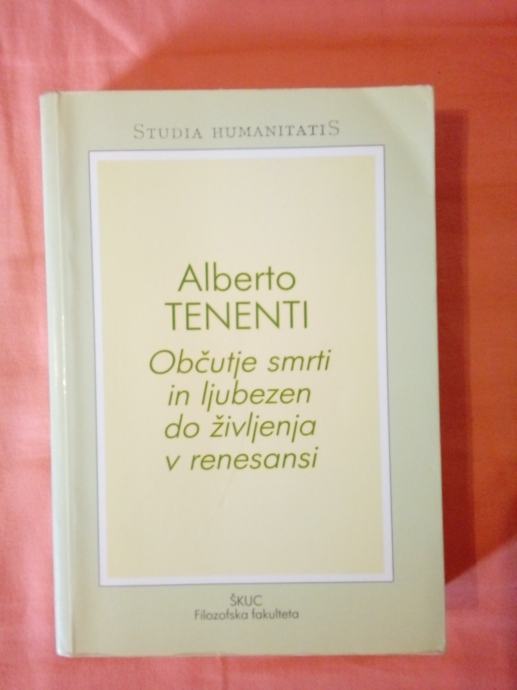 STUDIA HUMANITATIS
Alberto
TENENTI
Občutje smrti
in ljubezen
do življenja
v renesansi
ŠKUC
Filozofska fakulteta